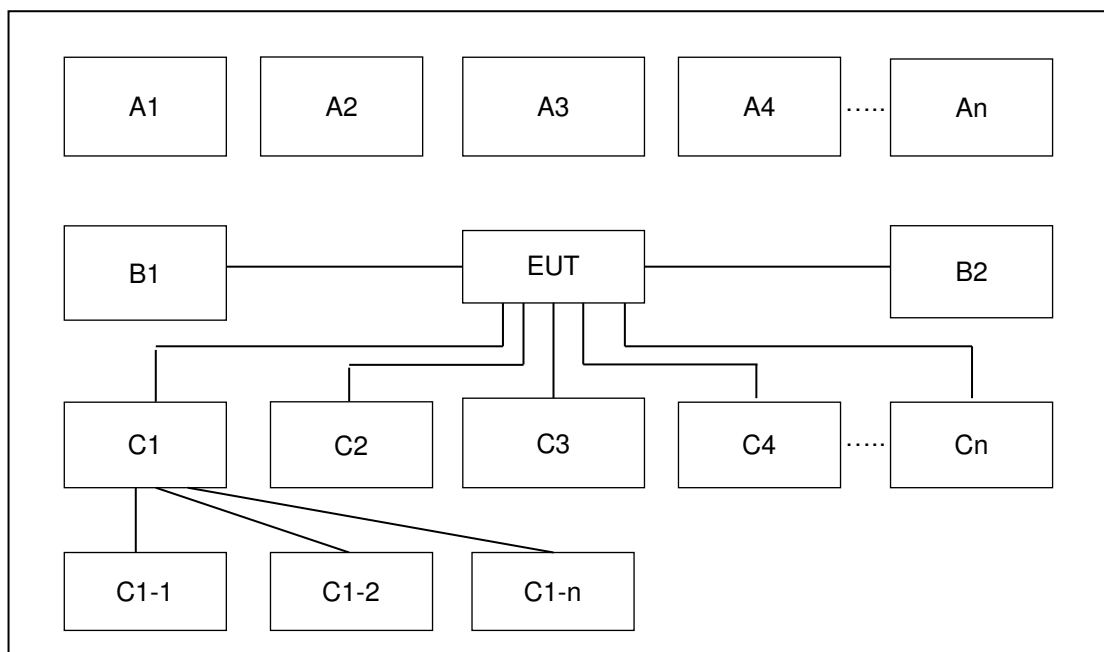 A1 A2 A3 A4 ..... An
B1 EUT B2
C1 C2 C3 C4 ..... Cn
C1-1 C1-2 C1-n